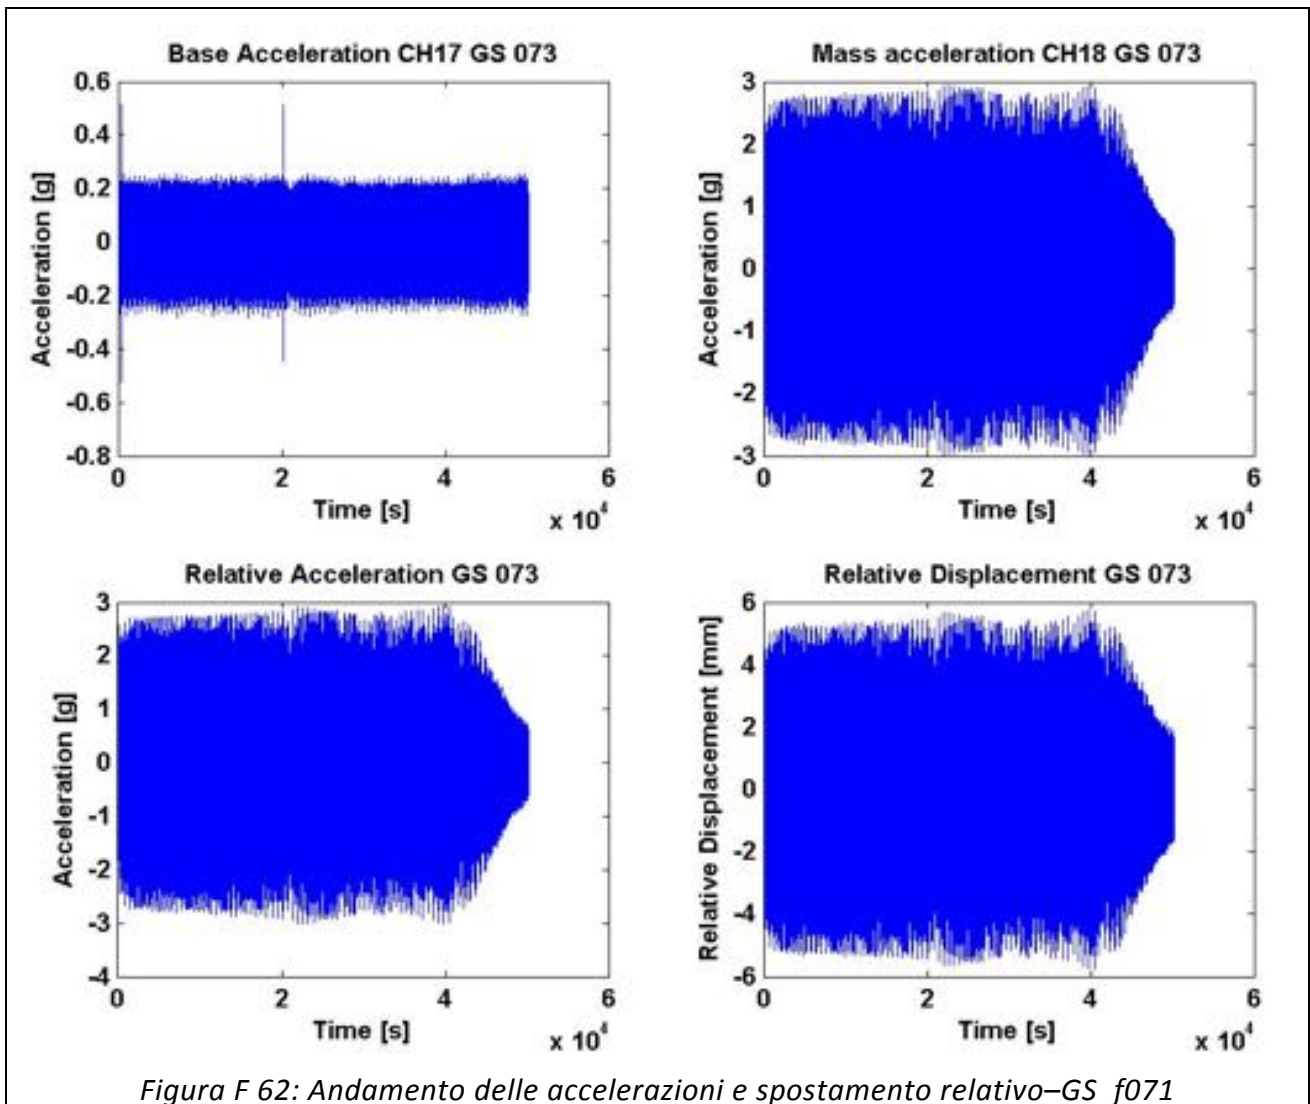 Base Acceleration CH17 GS 073
0.6
0.4
0.2
0
-0.2
-0.4
-0.6
-0.8
Acceleration [g]
0 2 4 6
Time [s]
x 10⁴
Mass acceleration CH18 GS 073
3
2
1
0
-1
-2
-3
Acceleration [g]
0 2 4 6
Time [s]
x 10⁴
Relative Acceleration GS 073
3
2
1
0
-1
-2
-3
-4
Acceleration [g]
0 2 4 6
Time [s]
x 10⁴
Relative Displacement GS 073
6
4
2
0
-2
-4
-6
Relative Displacement [mm]
0 2 4 6
Time [s]
x 10⁴
Figura F 62: Andamento delle accelerazioni e spostamento relativo–GS_f071